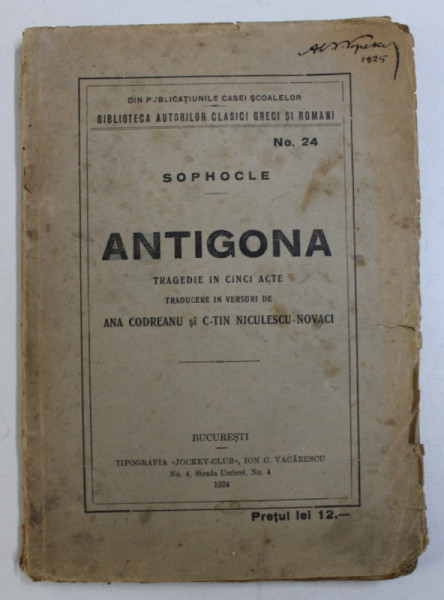 1925
DIN PUBLICAȚIUNILE CASEI ȘCOALELOR
BIBLIOTECA AUTORILOR CLASICI GRECI ȘI ROMANI
No. 24
SOPHOCLE
ANTIGONA
TRAGEDIE IN CINCI ACTE
TRADUCERE IN VERSURI DE
ANA CODREANU și C-TIN NICULESCU-NOVACI
BUCUREȘTI
TIPOGRAFIA «JOCKEY-CLUB», ION C. VACĂRESCU
No. 4, Strada Umbrei, No. 4
1924
Prețul lei 12.—